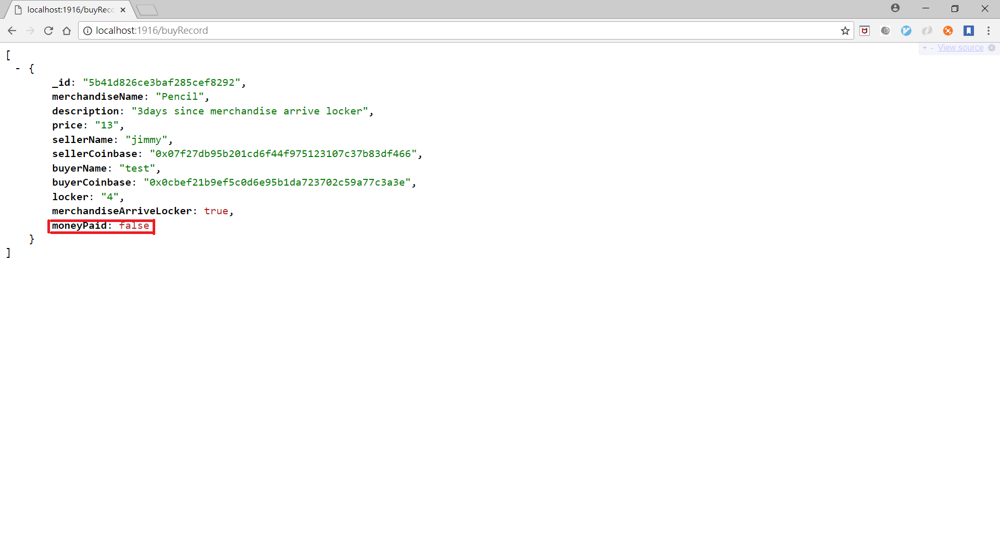 localhost:1916/buyRec
localhost:1916/buyRecord
+ - View source
[
- {
_id: "5b41d826ce3baf285cef8292",
merchandiseName: "Pencil",
description: "3days since merchandise arrive locker",
price: "13",
sellerName: "jimmy",
sellerCoinbase: "0x07f27db95b201cd6f44f975123107c37b83df466",
buyerName: "test",
buyerCoinbase: "0x0cbef21b9ef5c0d6e95b1da723702c59a77c3a3e",
locker: "4",
merchandiseArriveLocker: true,
moneyPaid: false
}
]